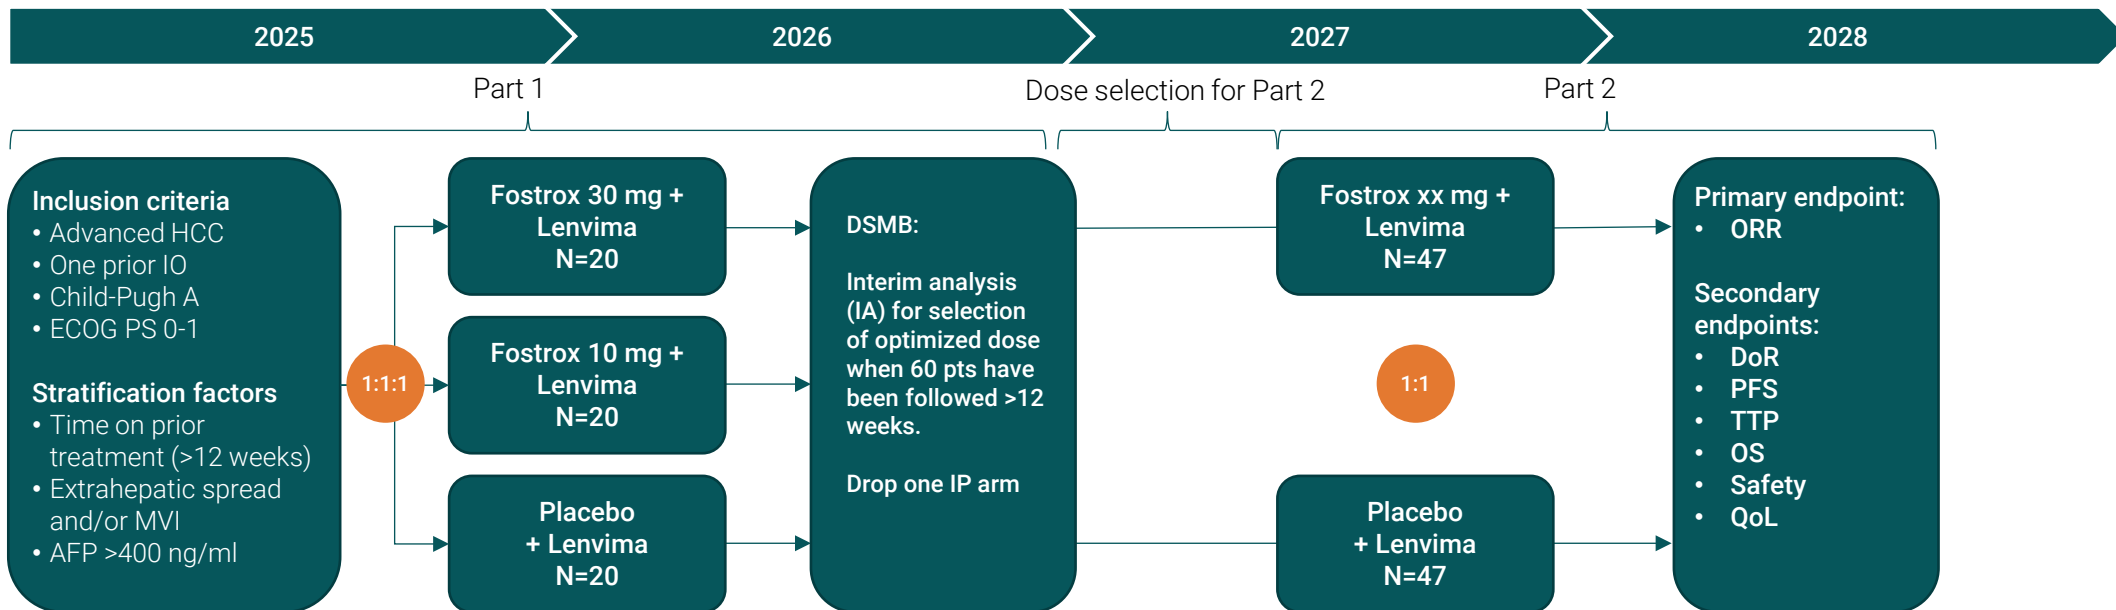 2025
2026
2027
2028
Part 1
Dose selection for Part 2
Part 2
Inclusion criteria
• Advanced HCC
• One prior IO
• Child-Pugh A
• ECOG PS 0-1
Stratification factors
• Time on prior
treatment (>12 weeks)
• Extrahepatic spread
and/or MVI
• AFP >400 ng/ml
1:1:1
Fostrox 30 mg +
Lenvima
N=20
Fostrox 10 mg +
Lenvima
N=20
Placebo
+ Lenvima
N=20
DSMB:
Interim analysis
(IA) for selection
of optimized dose
when 60 pts have
been followed >12
weeks.
Drop one IP arm
Fostrox xx mg +
Lenvima
N=47
1:1
Placebo
+ Lenvima
N=47
Primary endpoint:
• ORR
Secondary
endpoints:
• DoR
• PFS
• TTP
• OS
• Safety
• QoL